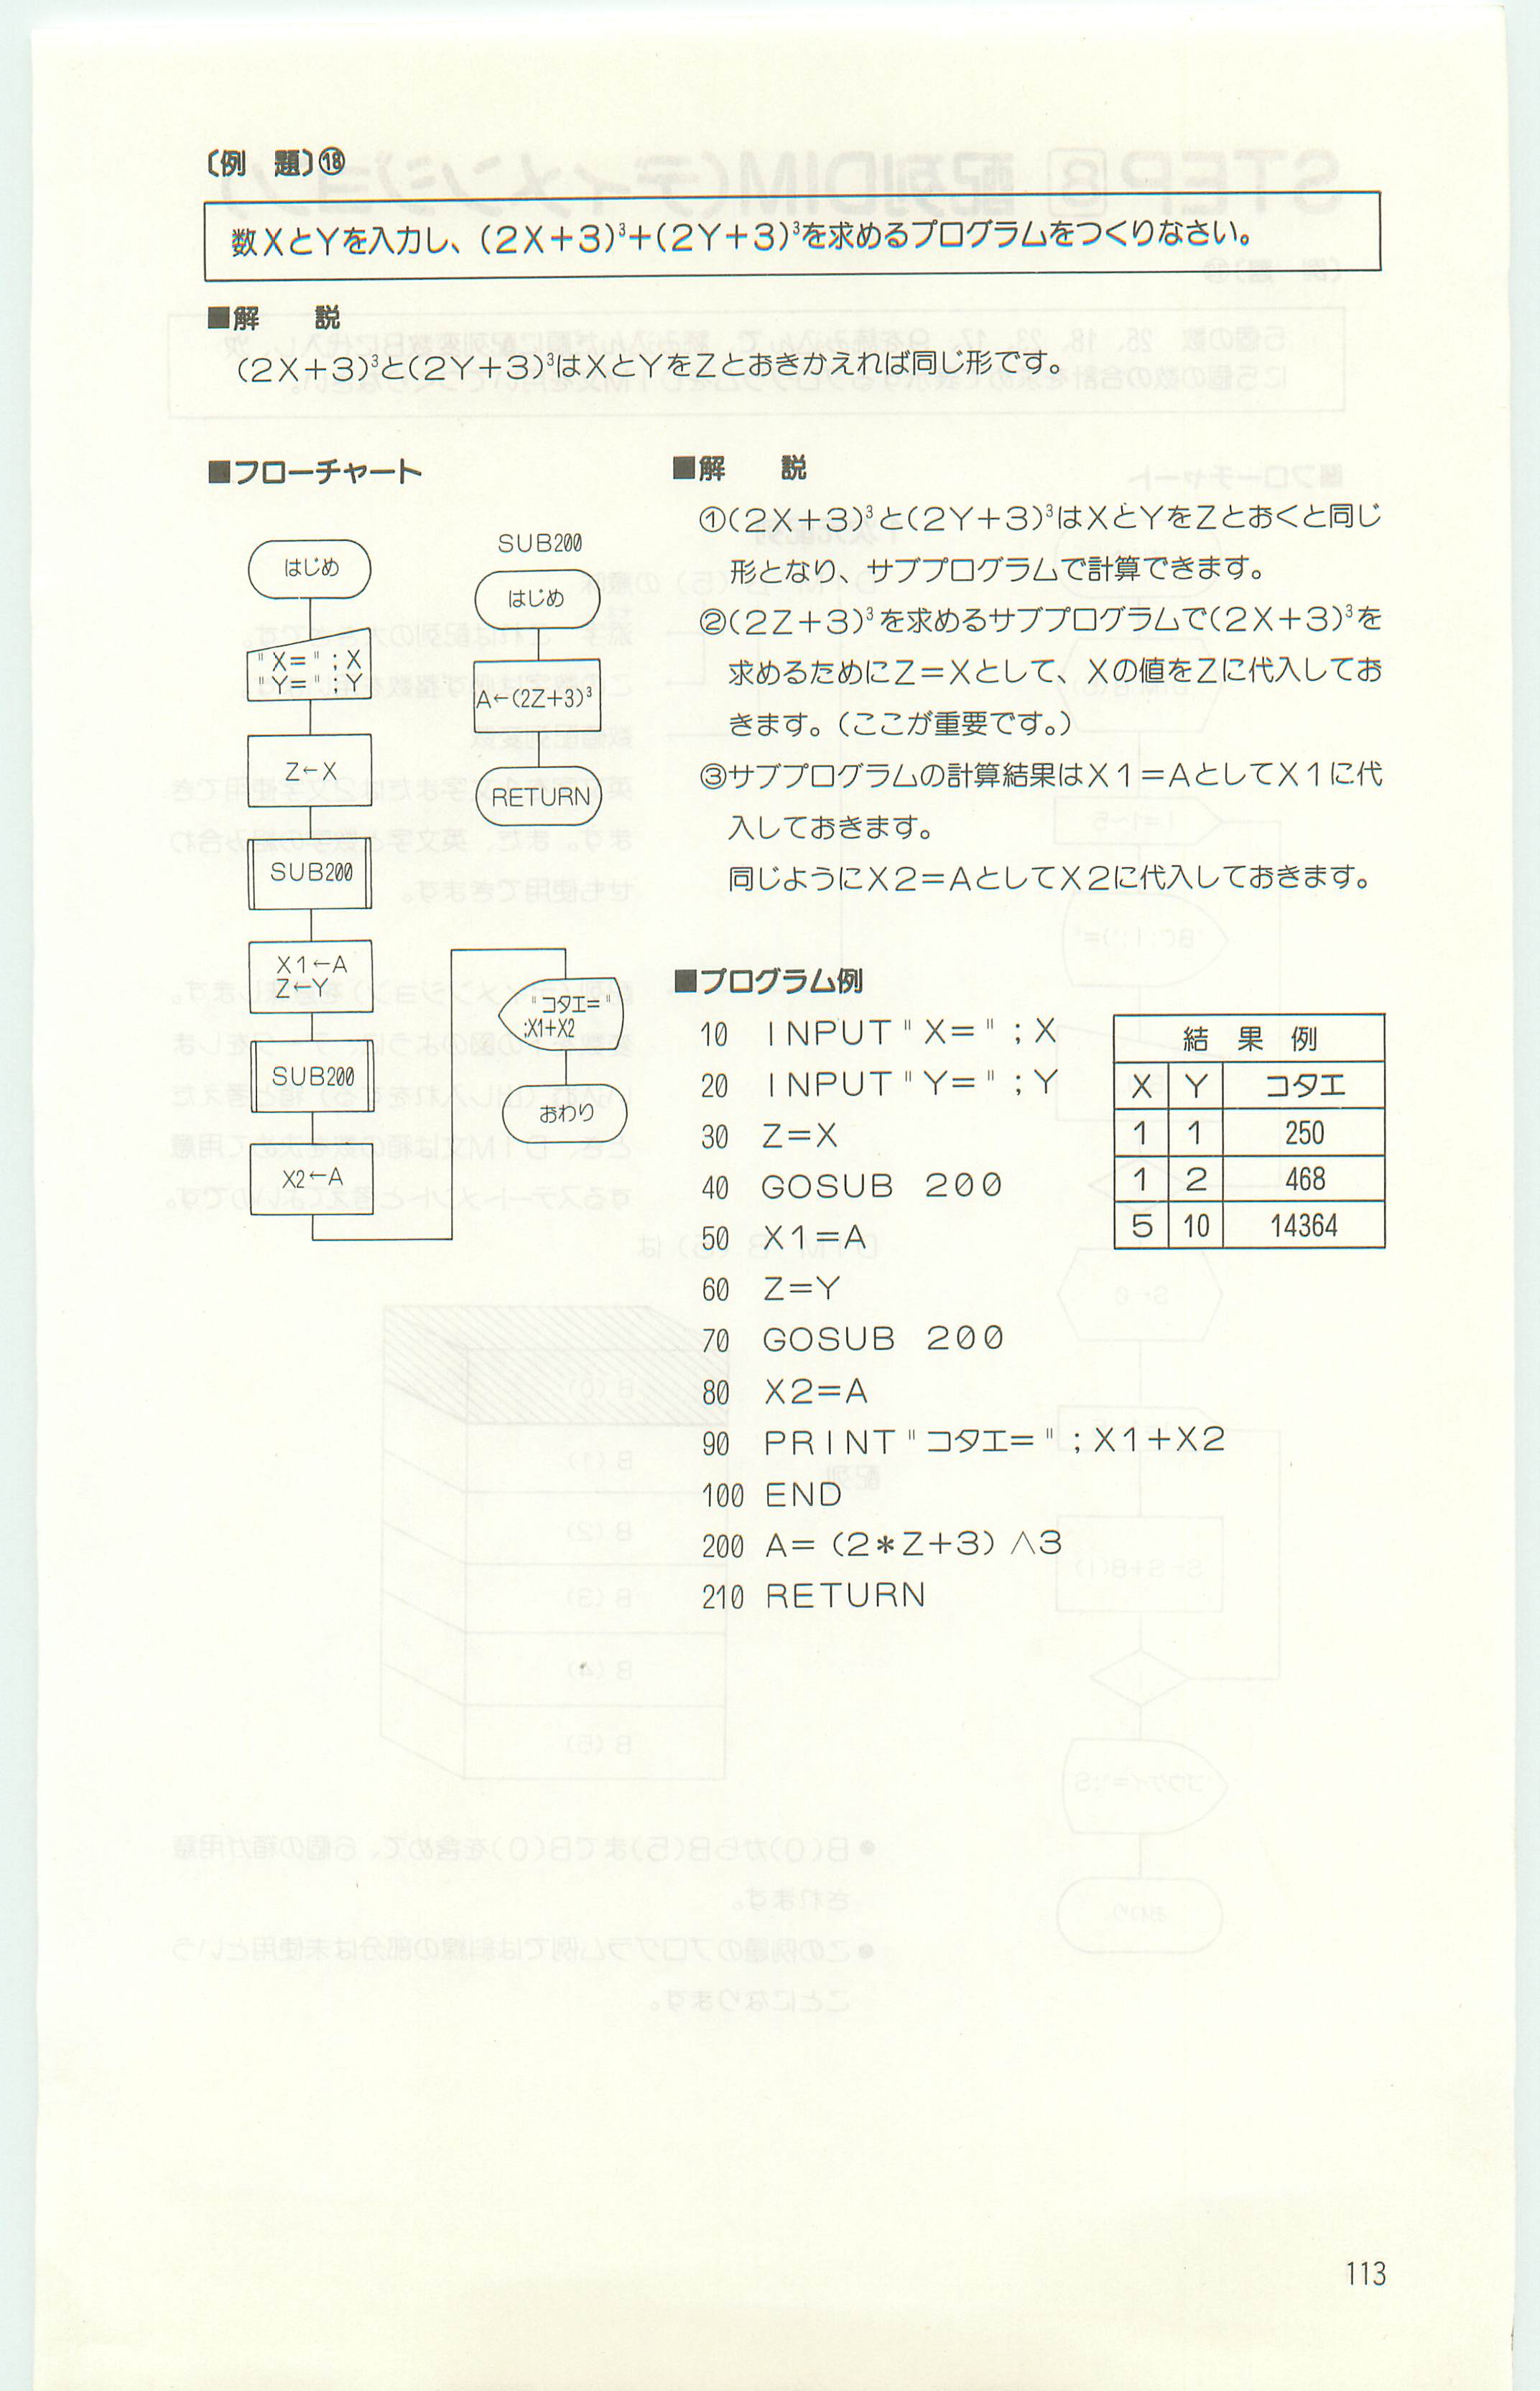 〔例　題〕⑱
数XとYを入力し、(2X+3)³+(2Y+3)³を求めるプログラムをつくりなさい。
■解　説
(2X+3)³と(2Y+3)³はXとYをZとおきかえれば同じ形です。
■フローチャート
はじめ
"X=" ; X
"Y=" ; Y
Z←X
SUB200
X1←A
Z←Y
SUB200
X2←A
SUB200
はじめ
A←(2Z+3)³
RETURN
"コタエ="
;X1+X2
おわり
■解　説
①(2X+3)³と(2Y+3)³はXとYをZとおくと同じ
形となり、サブプログラムで計算できます。
②(2Z+3)³を求めるサブプログラムで(2X+3)³を
求めるためにZ=Xとして、Xの値をZに代入してお
きます。(ここが重要です。)
③サブプログラムの計算結果はX1=AとしてX1に代
入しておきます。
同じようにX2=AとしてX2に代入しておきます。
■プログラム例
10 INPUT "X=" ; X
20 INPUT "Y=" ; Y
30 Z=X
40 GOSUB 200
50 X1=A
60 Z=Y
70 GOSUB 200
80 X2=A
90 PRINT "コタエ=" ; X1+X2
100 END
200 A= (2*Z+3) ∧3
210 RETURN
結　果　例
X Y コタエ
1 1 250
1 2 468
5 10 14364
113